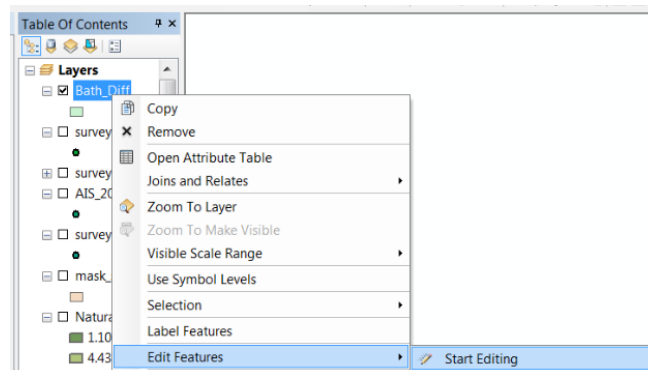 Table Of Contents
Layers
Bath_Diff
Copy
survey
Remove
Open Attribute Table
survey
Joins and Relates
AIS_20
Zoom To Layer
survey
Zoom To Make Visible
Visible Scale Range
mask_
Use Symbol Levels
Selection
Natura
1.10
Label Features
4.43
Edit Features
Start Editing